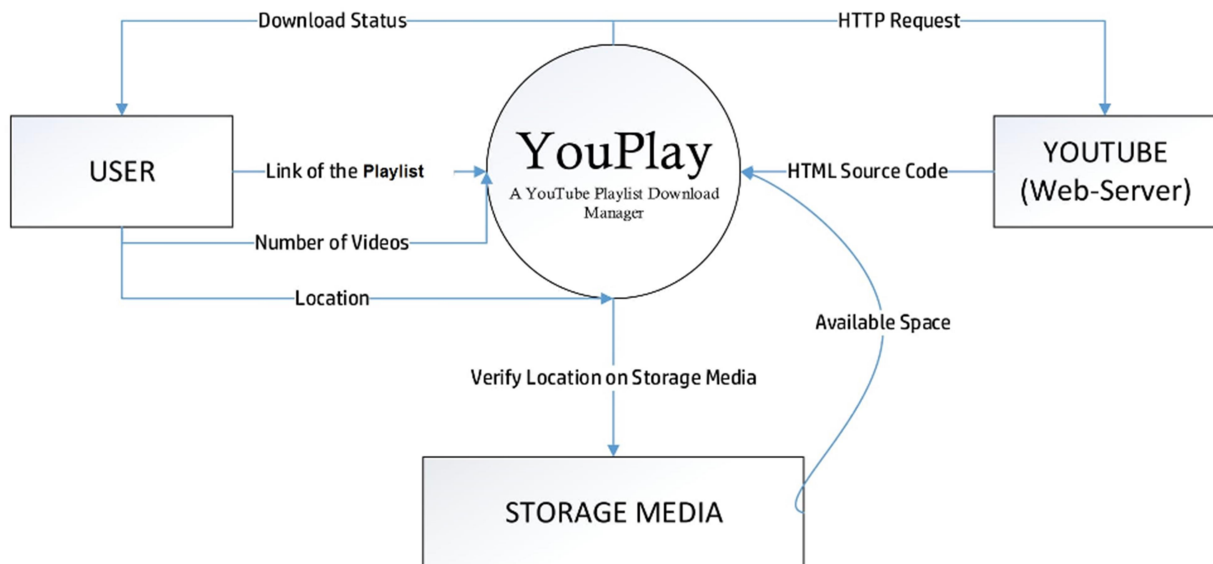 Download Status
HTTP Request
USER
Link of the Playlist
YouPlay
A YouTube Playlist Download
Manager
HTML Source Code
YOUTUBE
(Web-Server)
Number of Videos
Location
Available Space
Verify Location on Storage Media
STORAGE MEDIA